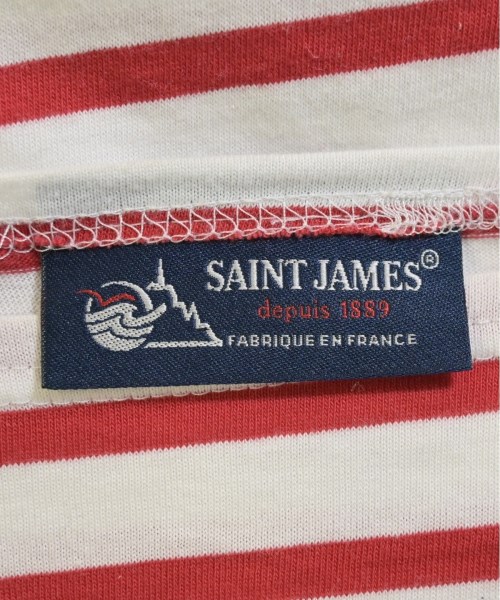 SAINT JAMES®
depuis 1889
FABRIQUE EN FRANCE